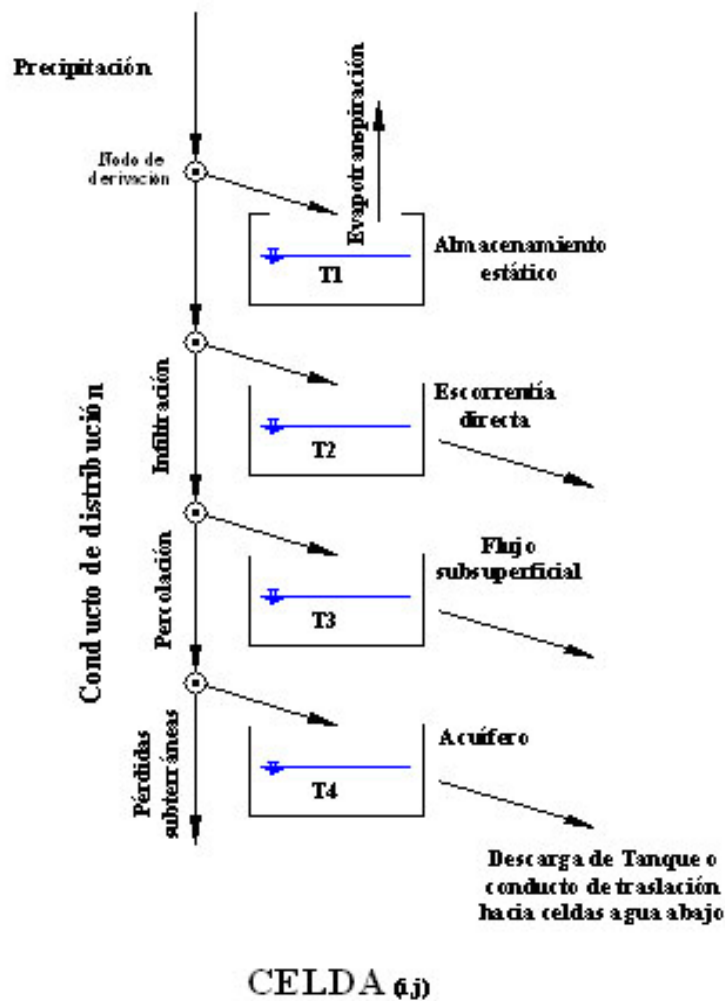 Precipitación
Nodo de
derivación
Evapotranspiración
T1
Almacenamiento
estático
Conducto de distribución
Infiltración
T2
Escorrentía
directa
Percolación
T3
Flujo
subsuperficial
Pérdidas
subterráneas
T4
Acuífero
Descarga de Tanque o
conducto de traslación
hacia celdas agua abajo
CELDA (i,j)